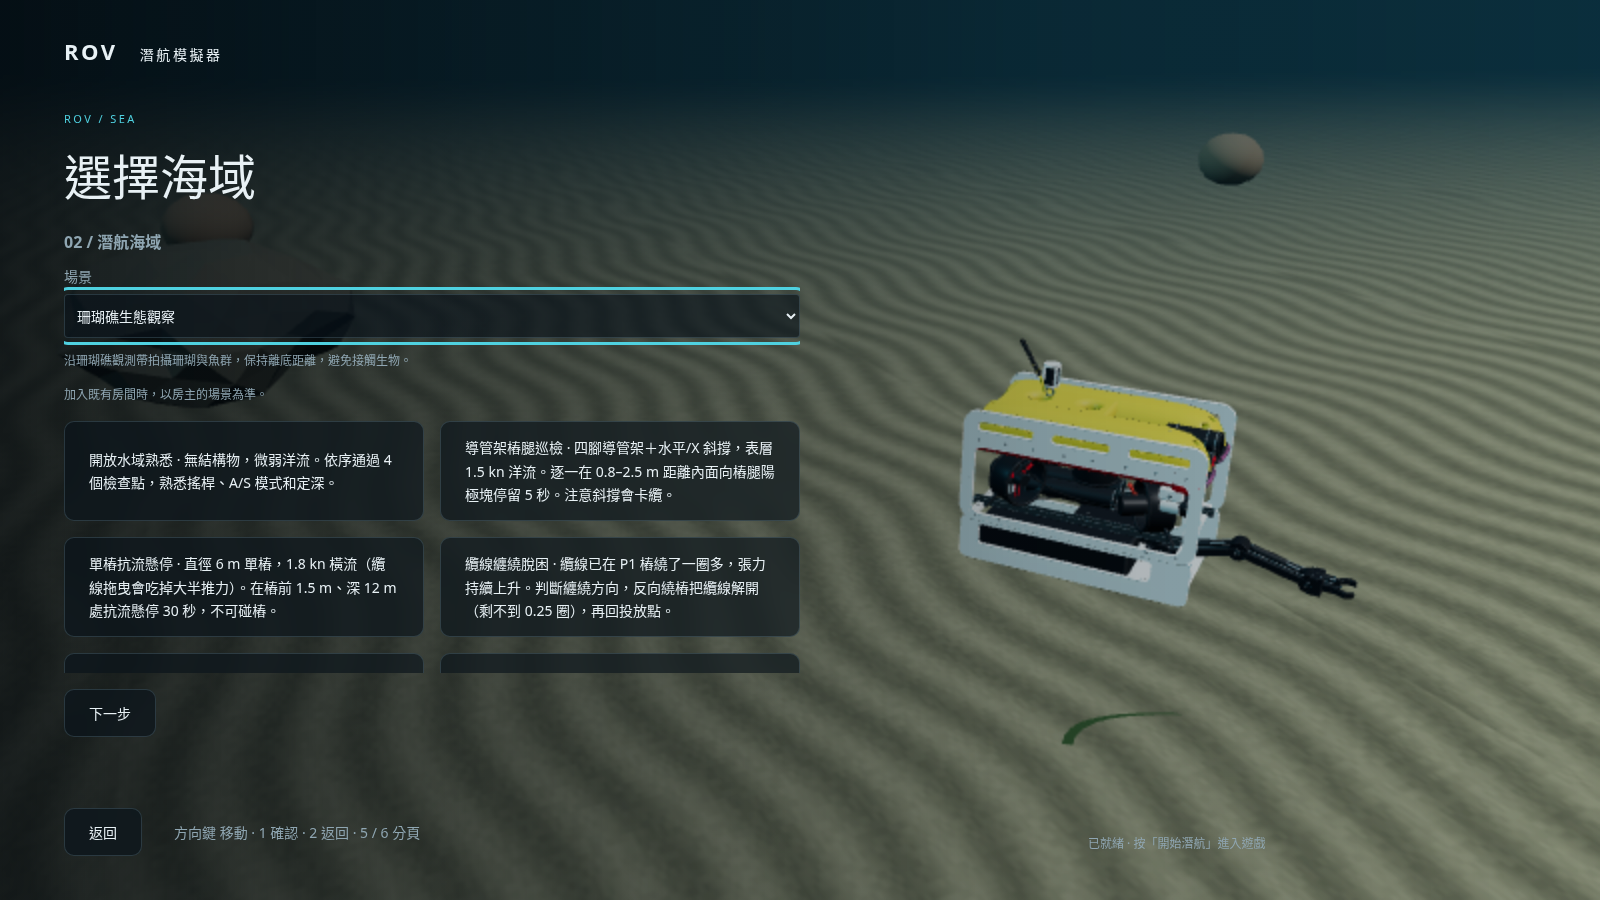 ROV 潛航模擬器
ROV / SEA
選擇海域
02 / 潛航海域
場景
珊瑚礁生態觀察
沿珊瑚礁觀測帶拍攝珊瑚與魚群，保持離底距離，避免接觸生物。
加入既有房間時，以房主的場景為準。
開放水域熟悉 · 無結構物，微弱洋流。依序通過 4
個檢查點，熟悉搖桿、A/S 模式和定深。
導管架樁腿巡檢 · 四腳導管架＋水平/X 斜撐，表層
1.5 kn 洋流。逐一在 0.8–2.5 m 距離內面向樁腿陽
極塊停留 5 秒。注意斜撐會卡纜。
單樁抗流懸停 · 直徑 6 m 單樁，1.8 kn 橫流（纜
線拖曳會吃掉大半推力）。在樁前 1.5 m、深 12 m
處抗流懸停 30 秒，不可碰樁。
纜線纏繞脫困 · 纜線已在 P1 樁繞了一圈多，張力
持續上升。判斷纏繞方向，反向繞樁把纜線解開
（剩不到 0.25 圈），再回投放點。
下一步
返回
方向鍵 移動 · 1 確認 · 2 返回 · 5 / 6 分頁
已就緒 · 按「開始潛航」進入遊戲